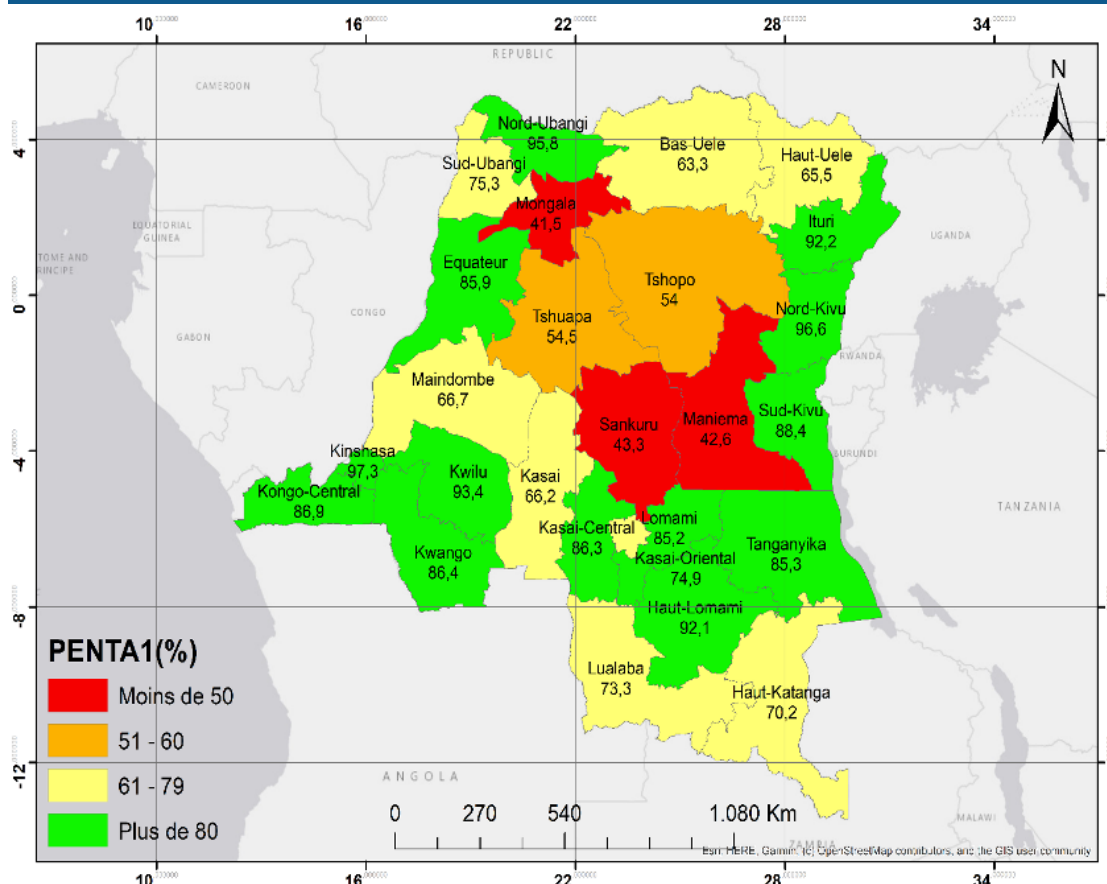 10 16 22 28 34
N
REPUBLIC
CAMEROON
Nord-Ubangi
95,8
4
4
Bas-Uele
63,3
Haut-Uele
65,5
Sud-Ubangi
75,3
Mongala
41,5
Ituri
92,2
EQUATORIAL
GUINEA
UGANDA
TOME AND
RINCIPE
Equateur
85,9
Tshopo
54
0
0
CONGO
GABON
Tshuapa
54,5
Nord-Kivu
96,6
RWANDA
Maindombe
66,7
Sankuru
43,3
Maniema
42,6
Sud-Kivu
88,4
-4
-4
BURUNDI
Kinshasa
97,3
Kwilu
93,4
Kasai
66,2
Kongo-Central
86,9
TANZANIA
Kasai-Central
86,3
Lomami
85,2
Tanganyika
85,3
Kwango
86,4
Kasai-Oriental
74,9
-8
-8
Haut-Lomami
92,1
PENTA1(%)
Moins de 50
51 - 60
61 - 79
Plus de 80
Lualaba
73,3
Haut-Katanga
70,2
-12
-12
ANGOLA
0 270 540 1.080 Km
MALAWI
ZAMBIA
Esri, HERE, Garmin, (c) OpenStreetMap contributors, and the GIS user community
10 16 22 28 34